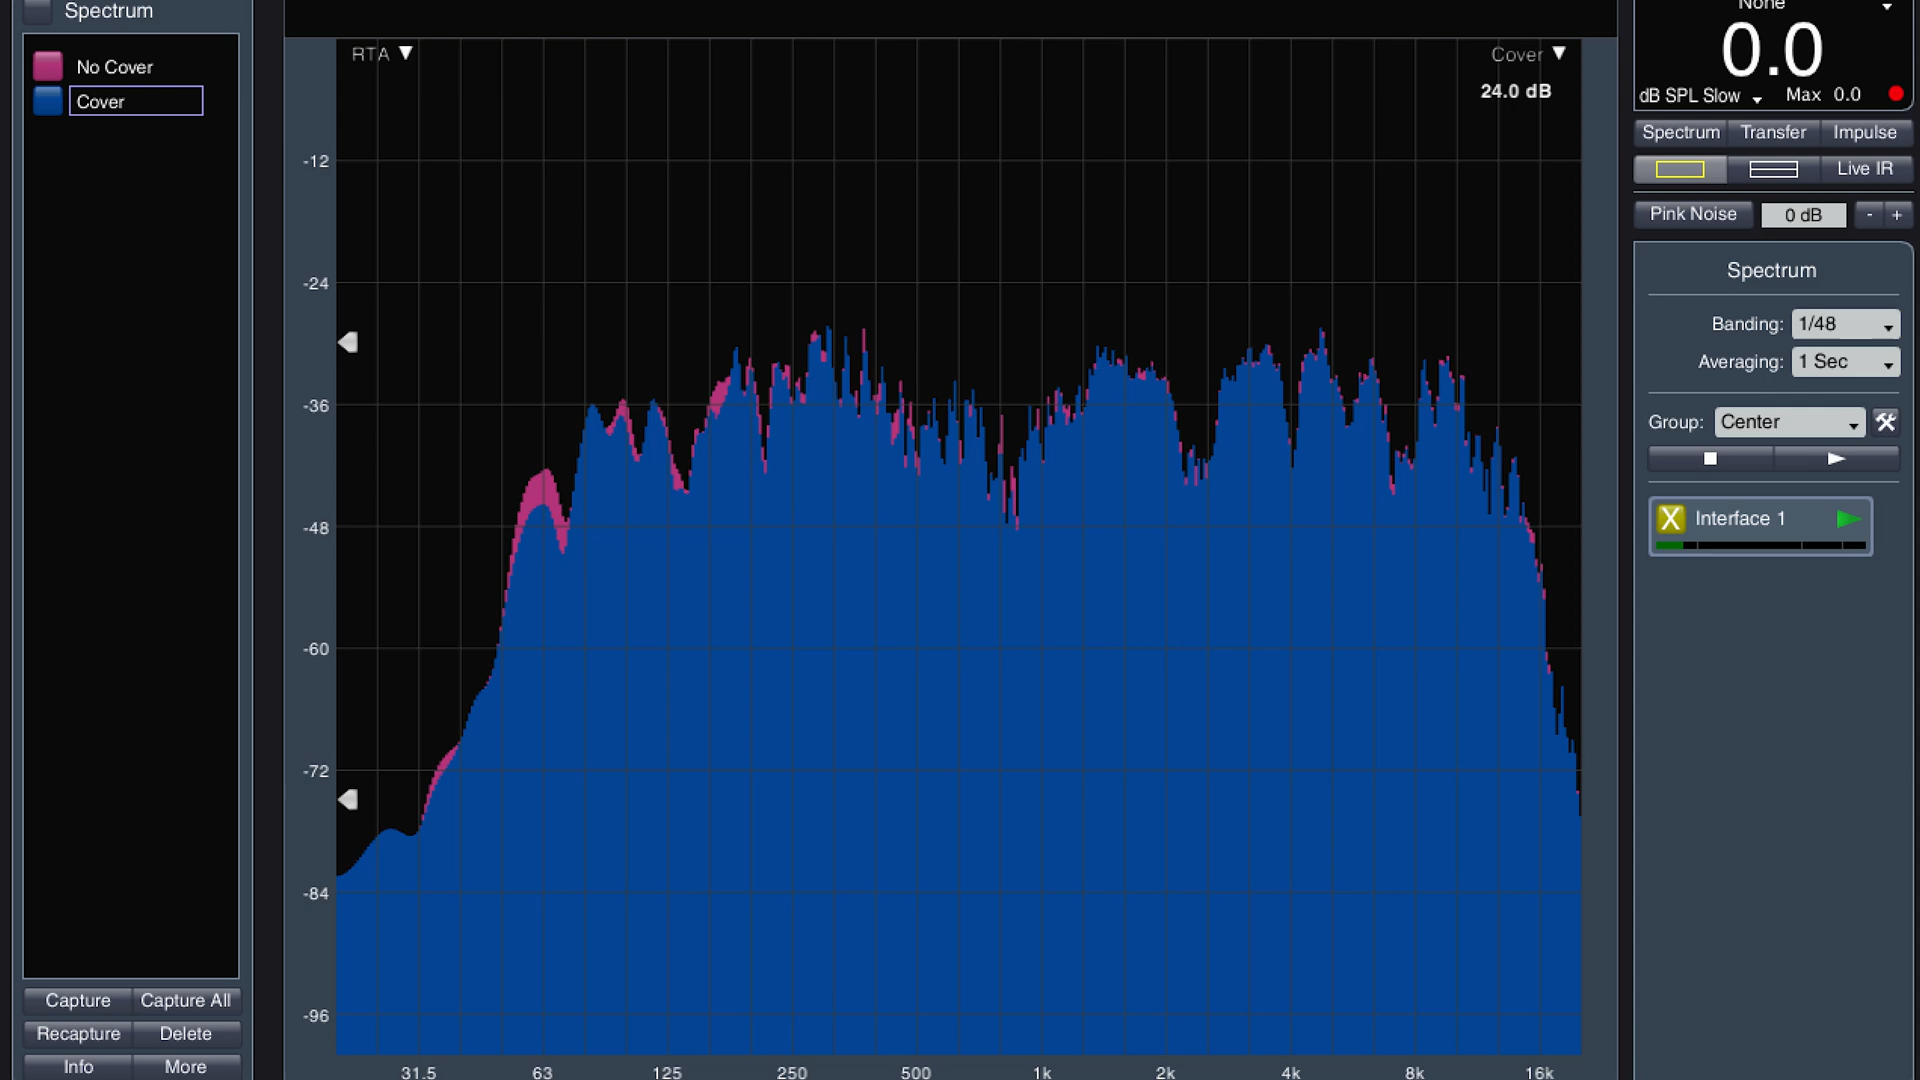 Spectrum
No Cover
Cover
Capture Capture All
Recapture Delete
Info More
RTA ▼
Cover ▼
24.0 dB
-12
-24
-36
-48
-60
-72
-84
-96
31.5 63 125 250 500 1k 2k 4k 8k 16k
None
0.0
dB SPL Slow Max 0.0
Spectrum Transfer Impulse
Live IR
Pink Noise 0 dB - +
Spectrum
Banding: 1/48
Averaging: 1 Sec
Group: Center
X Interface 1